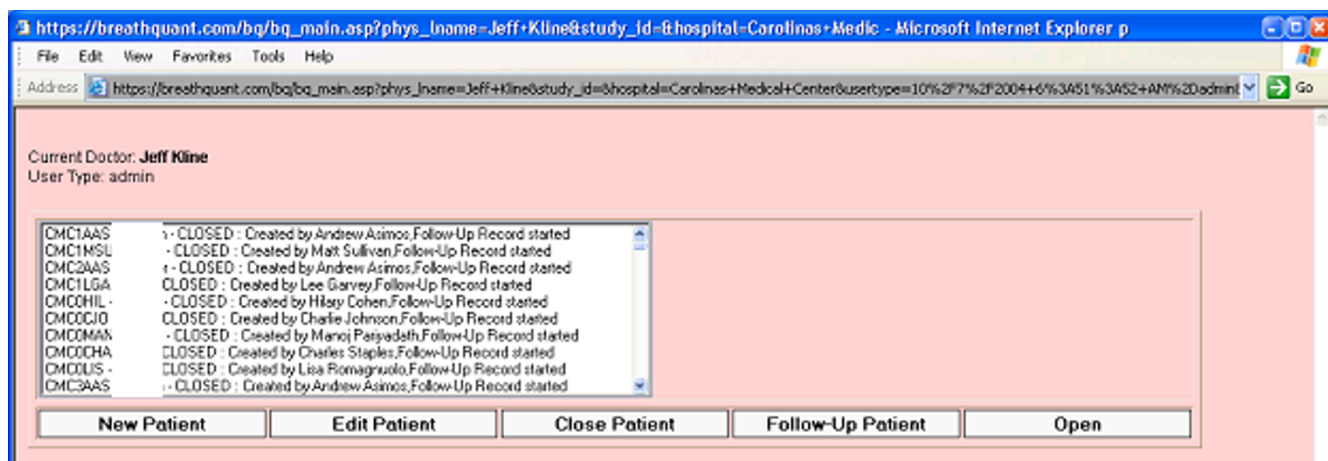 https://breathquant.com/bq/bq_main.asp?phys_lname=Jeff+Kline&study_id=&hospital=Carolinas+Medic - Microsoft Internet Explorer p
File Edit View Favorites Tools Help
Address https://breathquant.com/bq/bq_main.asp?phys_lname=Jeff+Kline&study_id=&hospital=Carolinas+Medical+Center&usertype=10%2F7%2F2004+6%3A51%3A52+AM%2Dadmin Go
Current Doctor: Jeff Kline
User Type: admin
CMC1AAS - CLOSED : Created by Andrew Asimos,Follow-Up Record started
CMC1MSU - CLOSED : Created by Matt Sullivan,Follow-Up Record started
CMC2AAS - CLOSED : Created by Andrew Asimos,Follow-Up Record started
CMC1LGA CLOSED : Created by Lee Garvey,Follow-Up Record started
CMC0HIL - - CLOSED : Created by Hilary Cohen,Follow-Up Record started
CMC0CJO CLOSED : Created by Charlie Johnson,Follow-Up Record started
CMC0MAN - CLOSED : Created by Manoj Pariyadath,Follow-Up Record started
CMC0CHA CLOSED : Created by Charles Staples,Follow-Up Record started
CMC0LIS - CLOSED : Created by Lisa Romagnuolo,Follow-Up Record started
CMC3AAS - CLOSED : Created by Andrew Asimos,Follow-Up Record started
New Patient Edit Patient Close Patient Follow-Up Patient Open